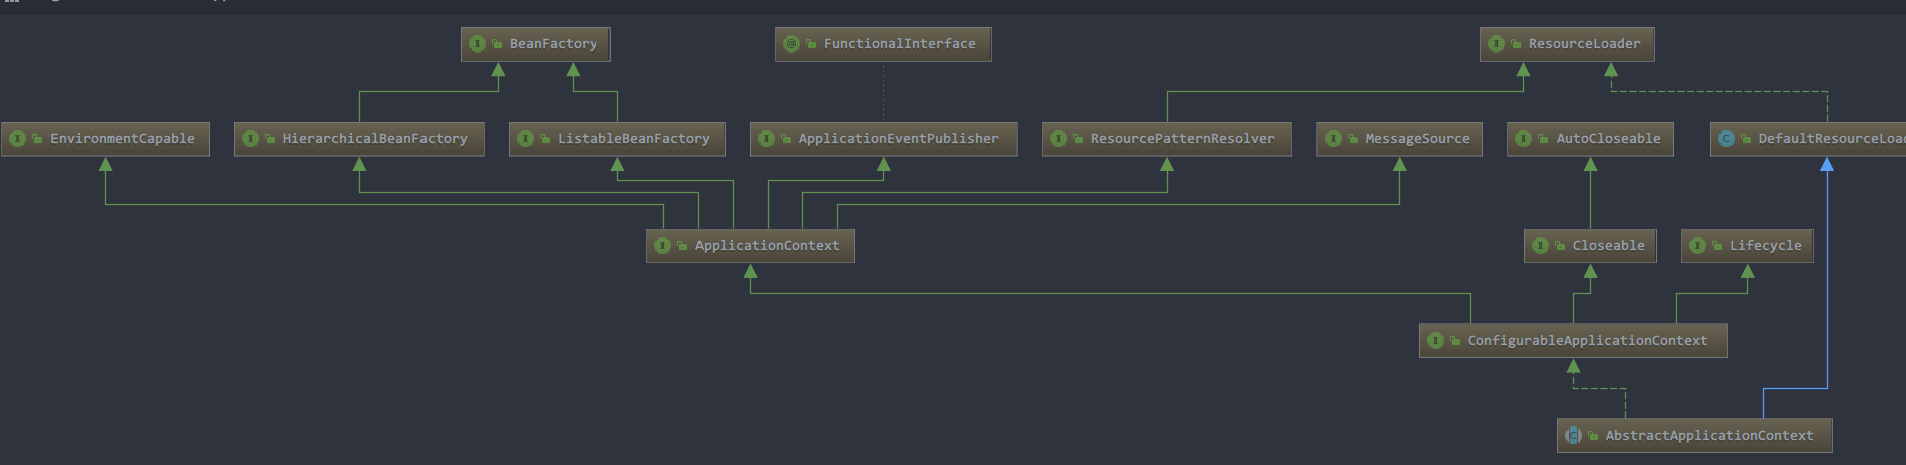 BeanFactory
FunctionalInterface
ResourceLoader
EnvironmentCapable
HierarchicalBeanFactory
ListableBeanFactory
ApplicationEventPublisher
ResourcePatternResolver
MessageSource
AutoCloseable
DefaultResourceLoa
ApplicationContext
Closeable
Lifecycle
ConfigurableApplicationContext
AbstractApplicationContext